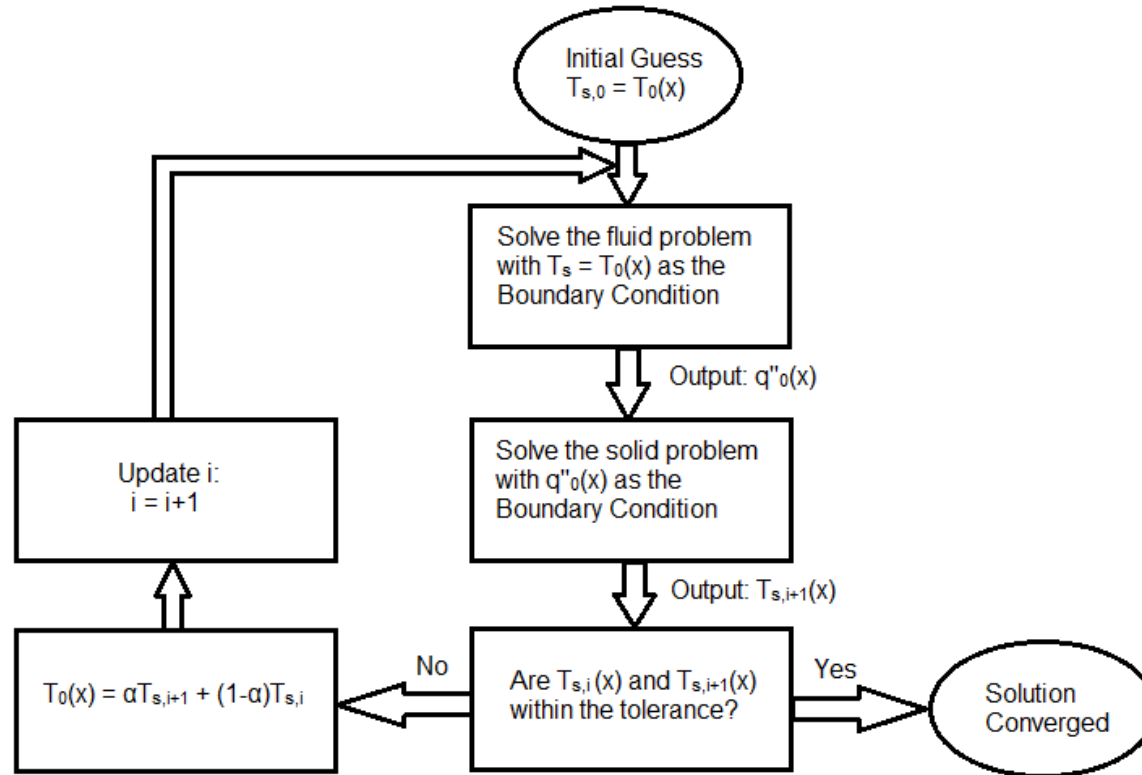 Initial Guess
Tₛ,₀ = T₀(x)
Solve the fluid problem
with Tₛ = T₀(x) as the
Boundary Condition
Output: q"₀(x)
Solve the solid problem
with q"₀(x) as the
Boundary Condition
Output: Tₛ,ᵢ₊₁(x)
Are Tₛ,ᵢ(x) and Tₛ,ᵢ₊₁(x)
within the tolerance?
Yes
Solution
Converged
No
T₀(x) = αTₛ,ᵢ₊₁ + (1-α)Tₛ,ᵢ
Update i:
i = i+1